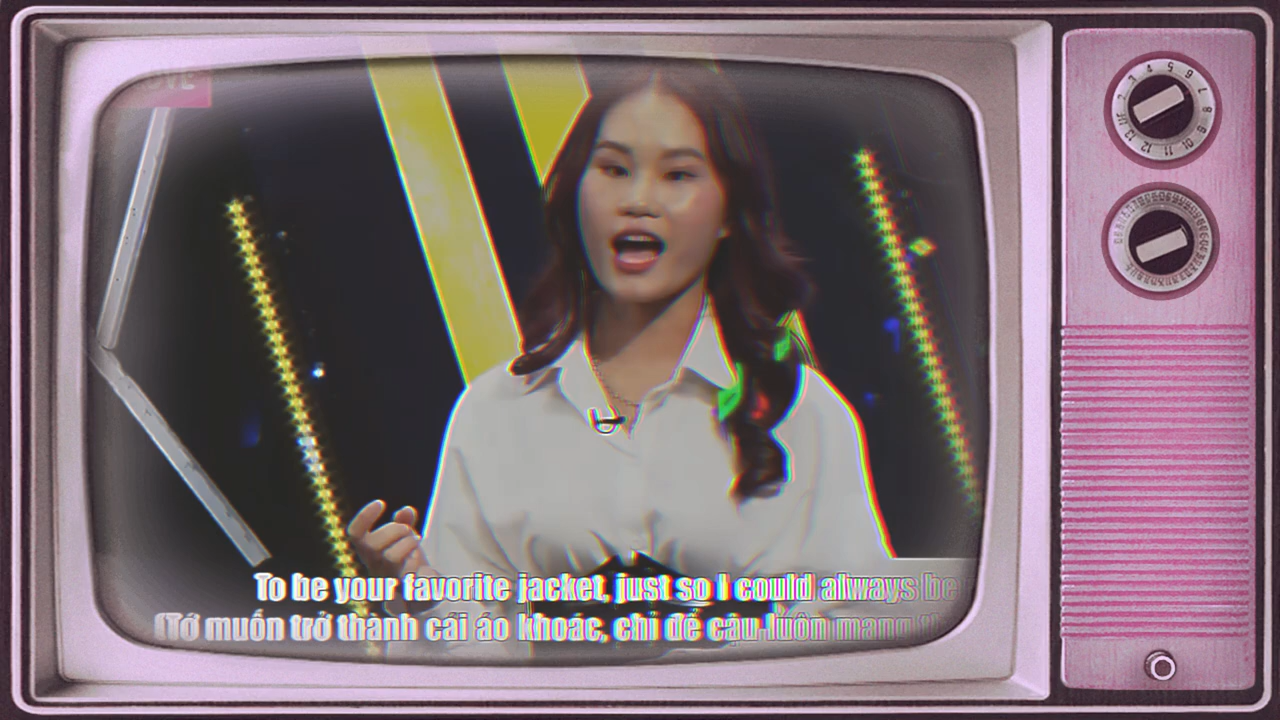 To be your favorite jacket, just so I could always be
(Tớ muốn trở thành cái áo khoác, chỉ để cậu luôn mang